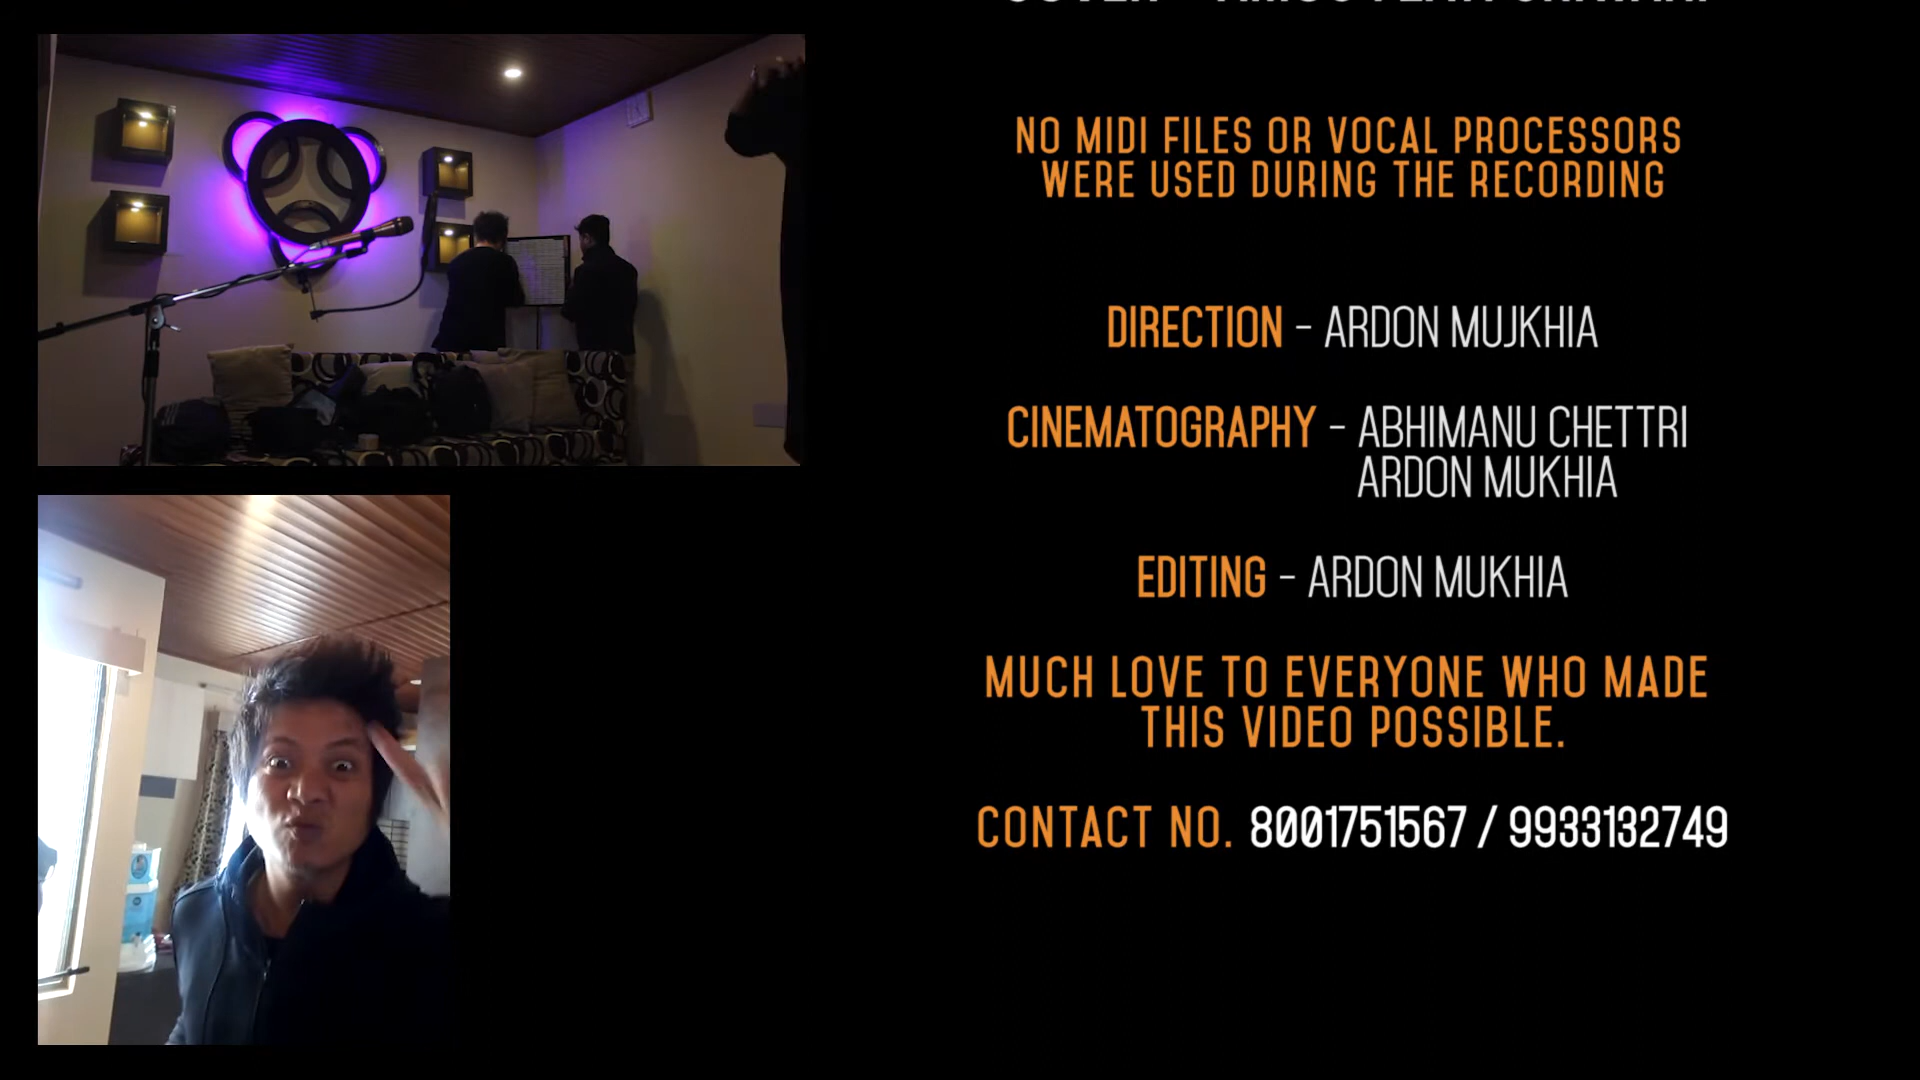 NO MIDI FILES OR VOCAL PROCESSORS
WERE USED DURING THE RECORDING
DIRECTION - ARDON MUJKHIA
CINEMATOGRAPHY - ABHIMANU CHETTRI
ARDON MUKHIA
EDITING - ARDON MUKHIA
MUCH LOVE TO EVERYONE WHO MADE
THIS VIDEO POSSIBLE.
CONTACT NO. 8001751567 / 9933132749